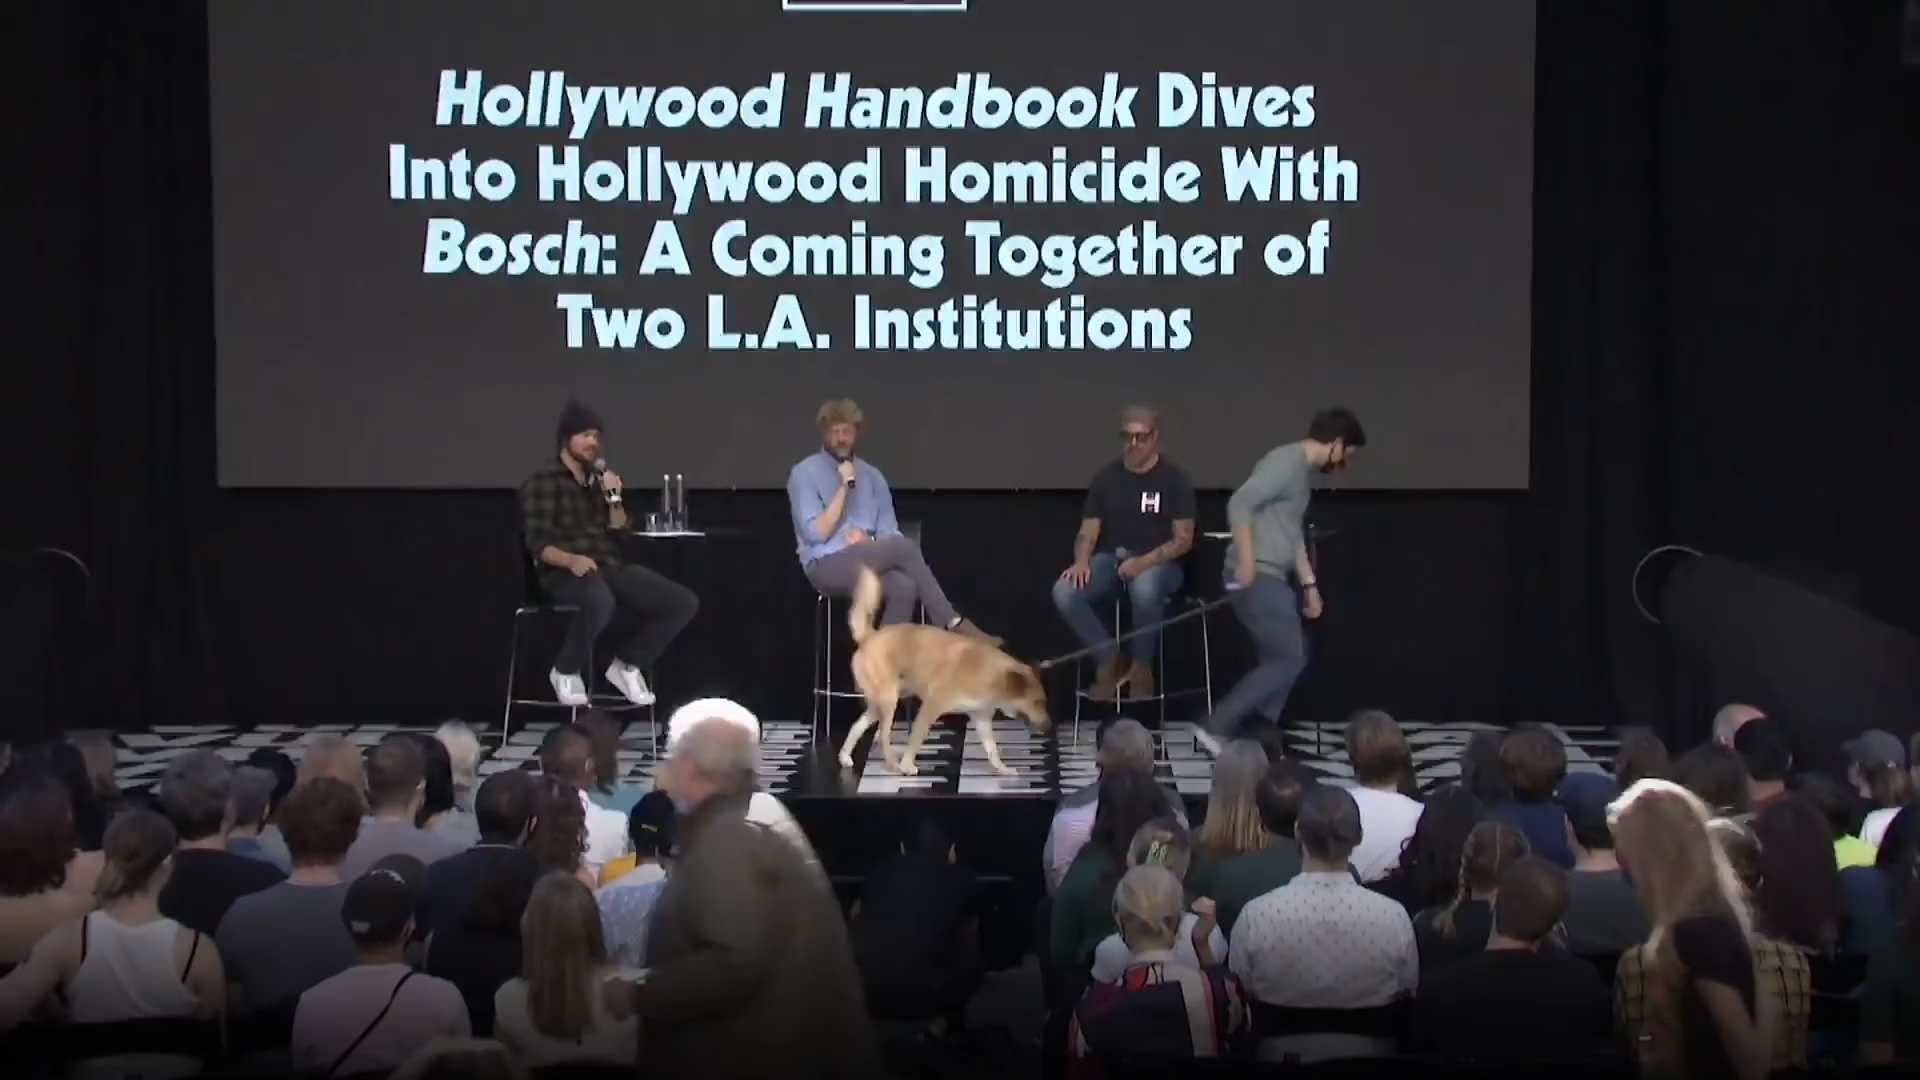 Hollywood Handbook Dives
Into Hollywood Homicide With
Bosch: A Coming Together of
Two L.A. Institutions
H